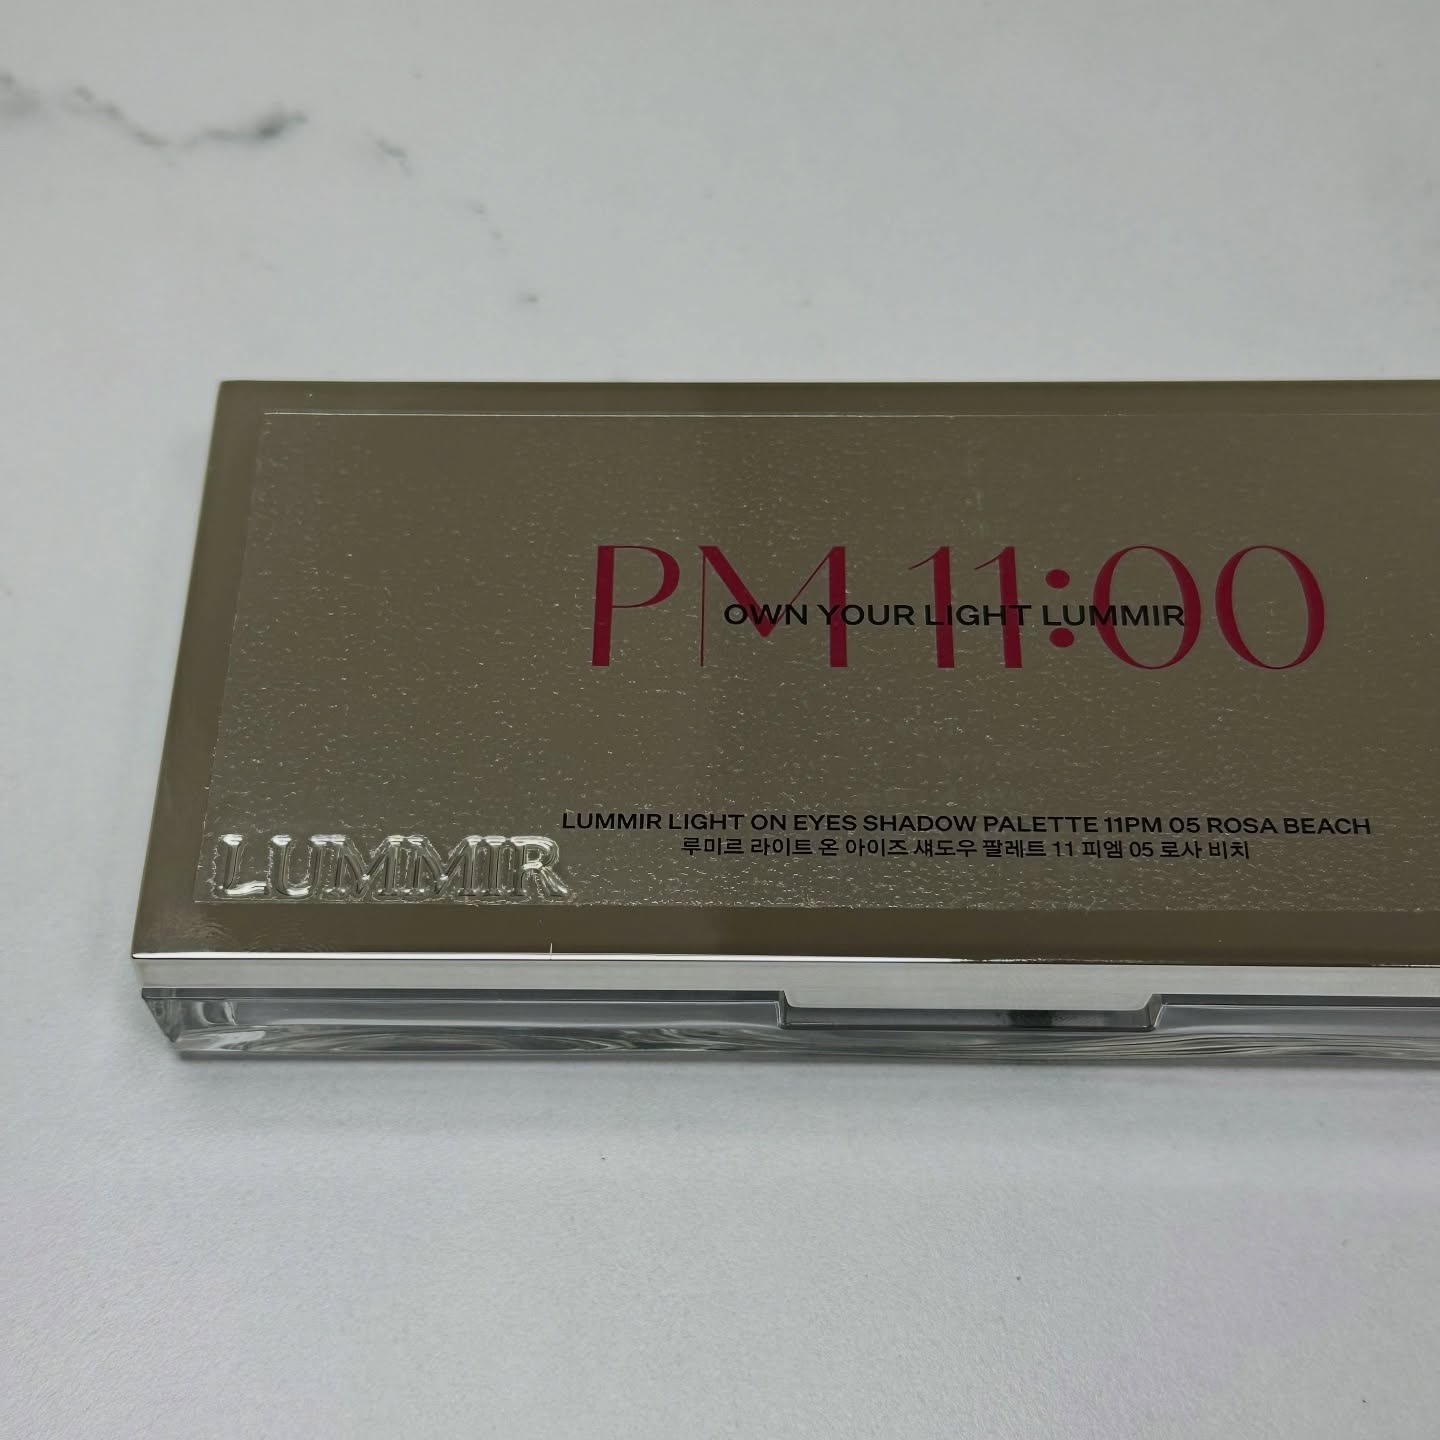 PM 11:00
OWN YOUR LIGHT LUMMIR
LUMMIR LIGHT ON EYES SHADOW PALETTE 11PM 05 ROSA BEACH
루미르 라이트 온 아이즈 섀도우 팔레트 11 피엠 05 로사 비치
LUMMIR